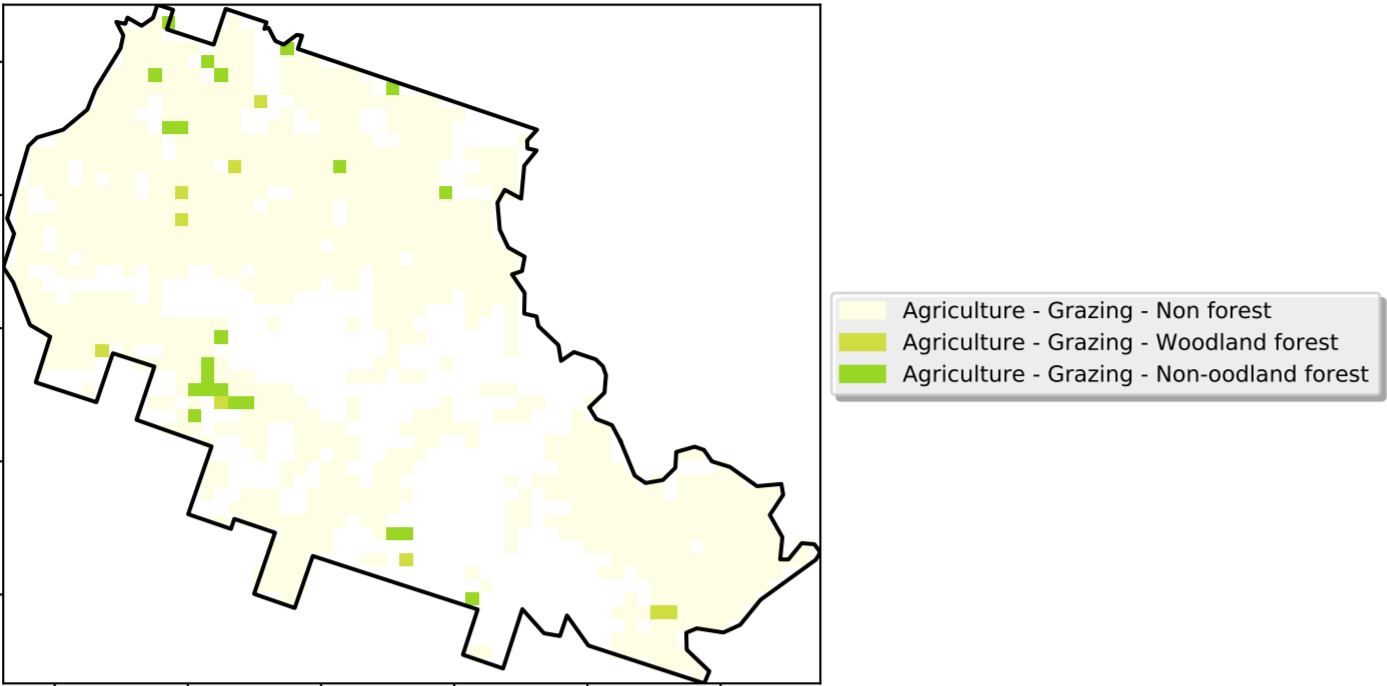 Agriculture - Grazing - Non forest
Agriculture - Grazing - Woodland forest
Agriculture - Grazing - Non-oodland forest